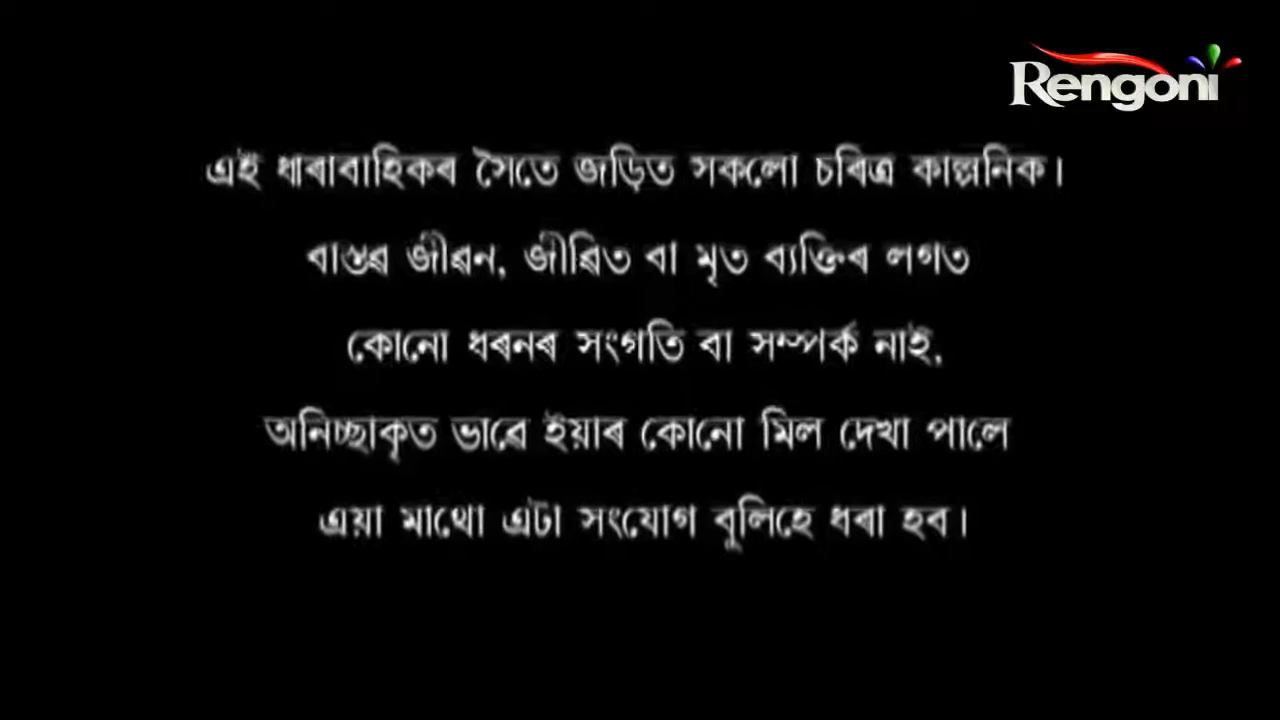 Rengoni
এই ধাৰাবাহিকৰ সৈতে জড়িত সকলো চৰিত্ৰ কাল্পনিক।
বাস্তৱ জীৱন, জীৱিত বা মৃত ব্যক্তিৰ লগত
কোনো ধৰনৰ সংগতি বা সম্পৰ্ক নাই,
অনিচ্ছাকৃত ভাৱে ইয়াৰ কোনো মিল দেখা পালে
এয়া মাথো এটা সংযোগ বুলিহে ধৰা হব।